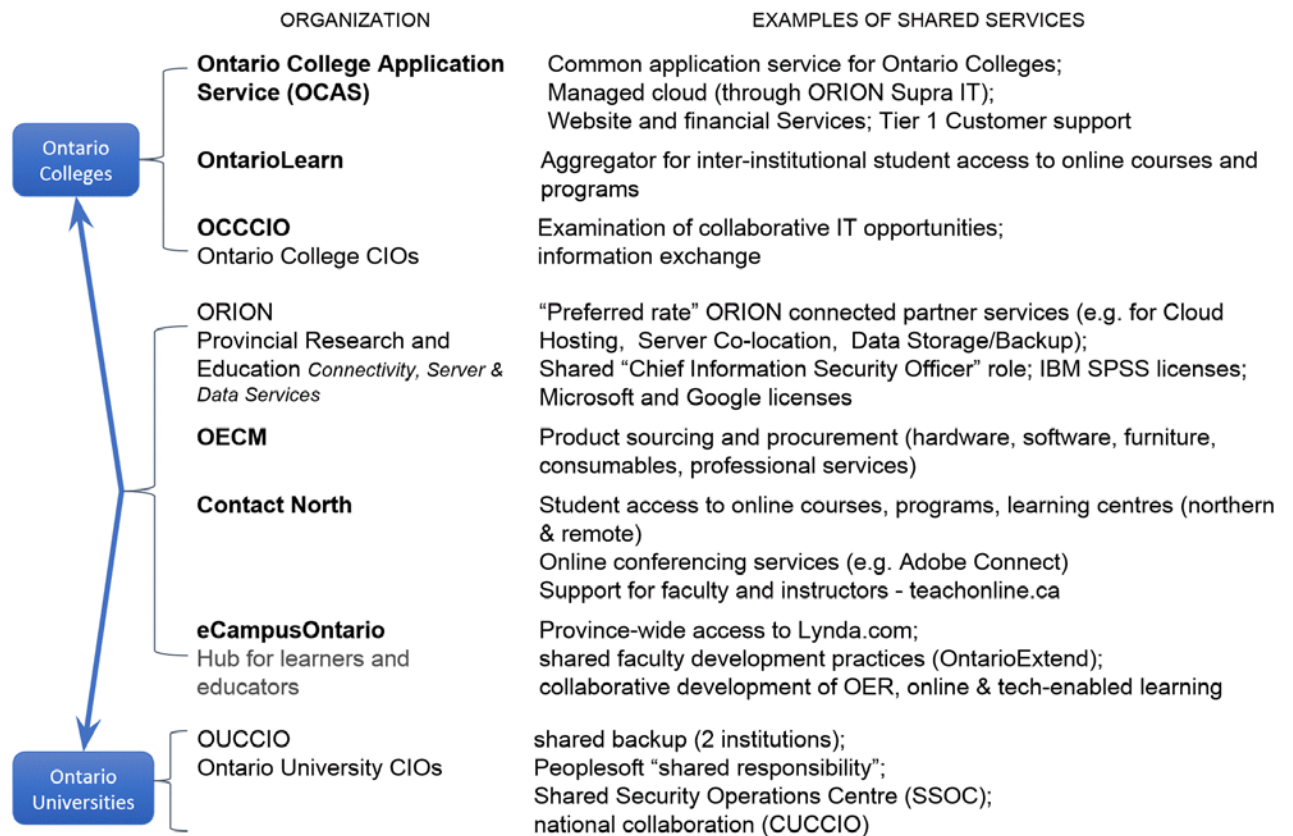 ORGANIZATION
EXAMPLES OF SHARED SERVICES
Ontario Colleges
Ontario College Application
Service (OCAS)
Common application service for Ontario Colleges;
Managed cloud (through ORION Supra IT);
Website and financial Services; Tier 1 Customer support
OntarioLearn
Aggregator for inter-institutional student access to online courses and
programs
OCCCIO
Ontario College CIOs
Examination of collaborative IT opportunities;
information exchange
ORION
Provincial Research and
Education Connectivity, Server &
Data Services
“Preferred rate” ORION connected partner services (e.g. for Cloud
Hosting, Server Co-location, Data Storage/Backup);
Shared “Chief Information Security Officer” role; IBM SPSS licenses;
Microsoft and Google licenses
OECM
Product sourcing and procurement (hardware, software, furniture,
consumables, professional services)
Contact North
Student access to online courses, programs, learning centres (northern
& remote)
Online conferencing services (e.g. Adobe Connect)
Support for faculty and instructors - teachonline.ca
eCampusOntario
Hub for learners and
educators
Province-wide access to Lynda.com;
shared faculty development practices (OntarioExtend);
collaborative development of OER, online & tech-enabled learning
Ontario
Universities
OUCCIO
Ontario University CIOs
shared backup (2 institutions);
Peoplesoft “shared responsibility”;
Shared Security Operations Centre (SSOC);
national collaboration (CUCCIO)